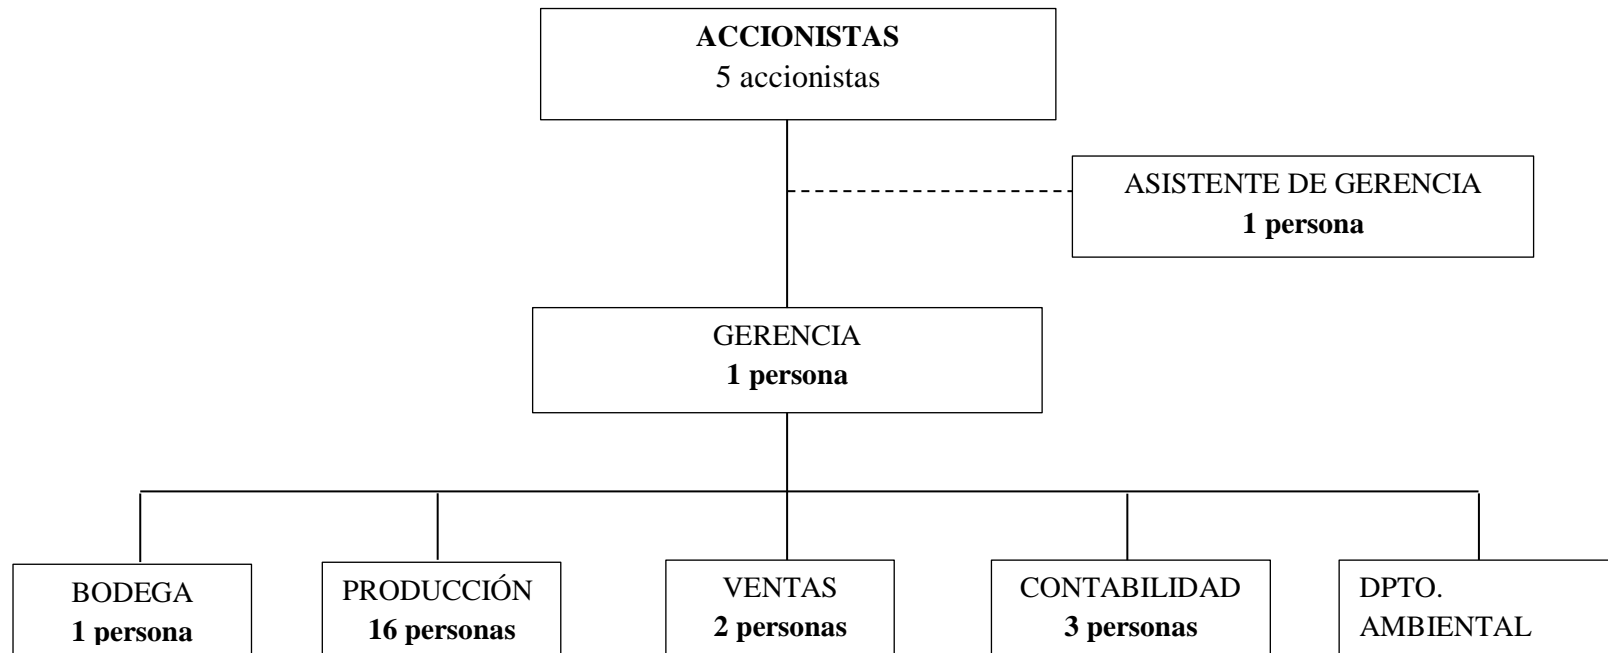 ACCIONISTAS
5 accionistas
ASISTENTE DE GERENCIA
1 persona
GERENCIA
1 persona
BODEGA
1 persona
PRODUCCIÓN
16 personas
VENTAS
2 personas
CONTABILIDAD
3 personas
DPTO.
AMBIENTAL